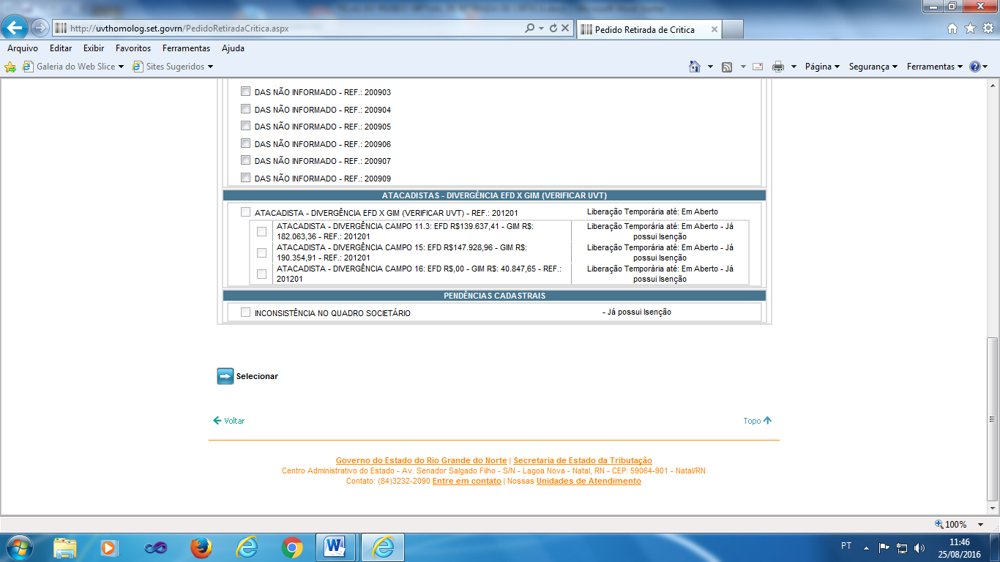 http://uvthomolog.set.govrn/PedidoRetiradaCritica.aspx
Pedido Retirada de Critica
Arquivo Editar Exibir Favoritos Ferramentas Ajuda
Galeria do Web Slice Sites Sugeridos Página Segurança Ferramentas
DAS NÃO INFORMADO - REF.: 200903
DAS NÃO INFORMADO - REF.: 200904
DAS NÃO INFORMADO - REF.: 200905
DAS NÃO INFORMADO - REF.: 200906
DAS NÃO INFORMADO - REF.: 200907
DAS NÃO INFORMADO - REF.: 200909
ATACADISTAS - DIVERGÊNCIA EFD X GIM (VERIFICAR UVT)
ATACADISTA - DIVERGÊNCIA EFD X GIM (VERIFICAR UVT) - REF.: 201201
Liberação Temporária até: Em Aberto
ATACADISTA - DIVERGÊNCIA CAMPO 11.3: EFD R$139.637,41 - GIM R$:
182.063,36 - REF.: 201201
Liberação Temporária até: Em Aberto - Já
possui Isenção
ATACADISTA - DIVERGÊNCIA CAMPO 15: EFD R$147.928,96 - GIM R$:
190.354,91 - REF.: 201201
Liberação Temporária até: Em Aberto - Já
possui Isenção
ATACADISTA - DIVERGÊNCIA CAMPO 16: EFD R$,00 - GIM R$: 40.847,65 - REF.:
201201
Liberação Temporária até: Em Aberto - Já
possui Isenção
PENDÊNCIAS CADASTRAIS
INCONSISTÊNCIA NO QUADRO SOCIETÁRIO
- Já possui Isenção
Selecionar
Voltar
Topo
Governo do Estado do Rio Grande do Norte | Secretaria de Estado da Tributação
Centro Administrativo do Estado - Av. Senador Salgado Filho - S/N - Lagoa Nova - Natal, RN - CEP: 59064-901 - Natal/RN
Contato: (84)3232-2090 Entre em contato | Nossas Unidades de Atendimento
100%
PT
11:46
25/08/2016